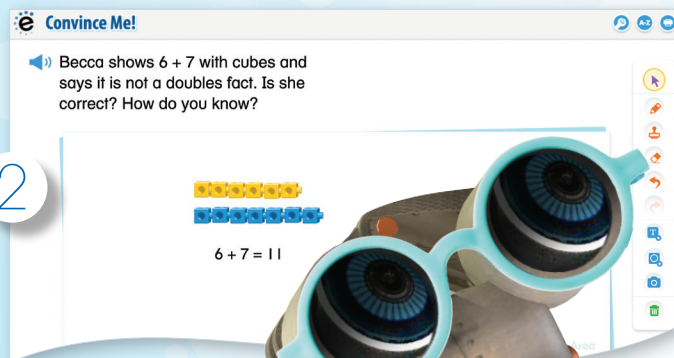 e Convince Me!
A-Z
Becca shows 6 + 7 with cubes and
says it is not a doubles fact. Is she
correct? How do you know?
2
6 + 7 = 11
T
Area